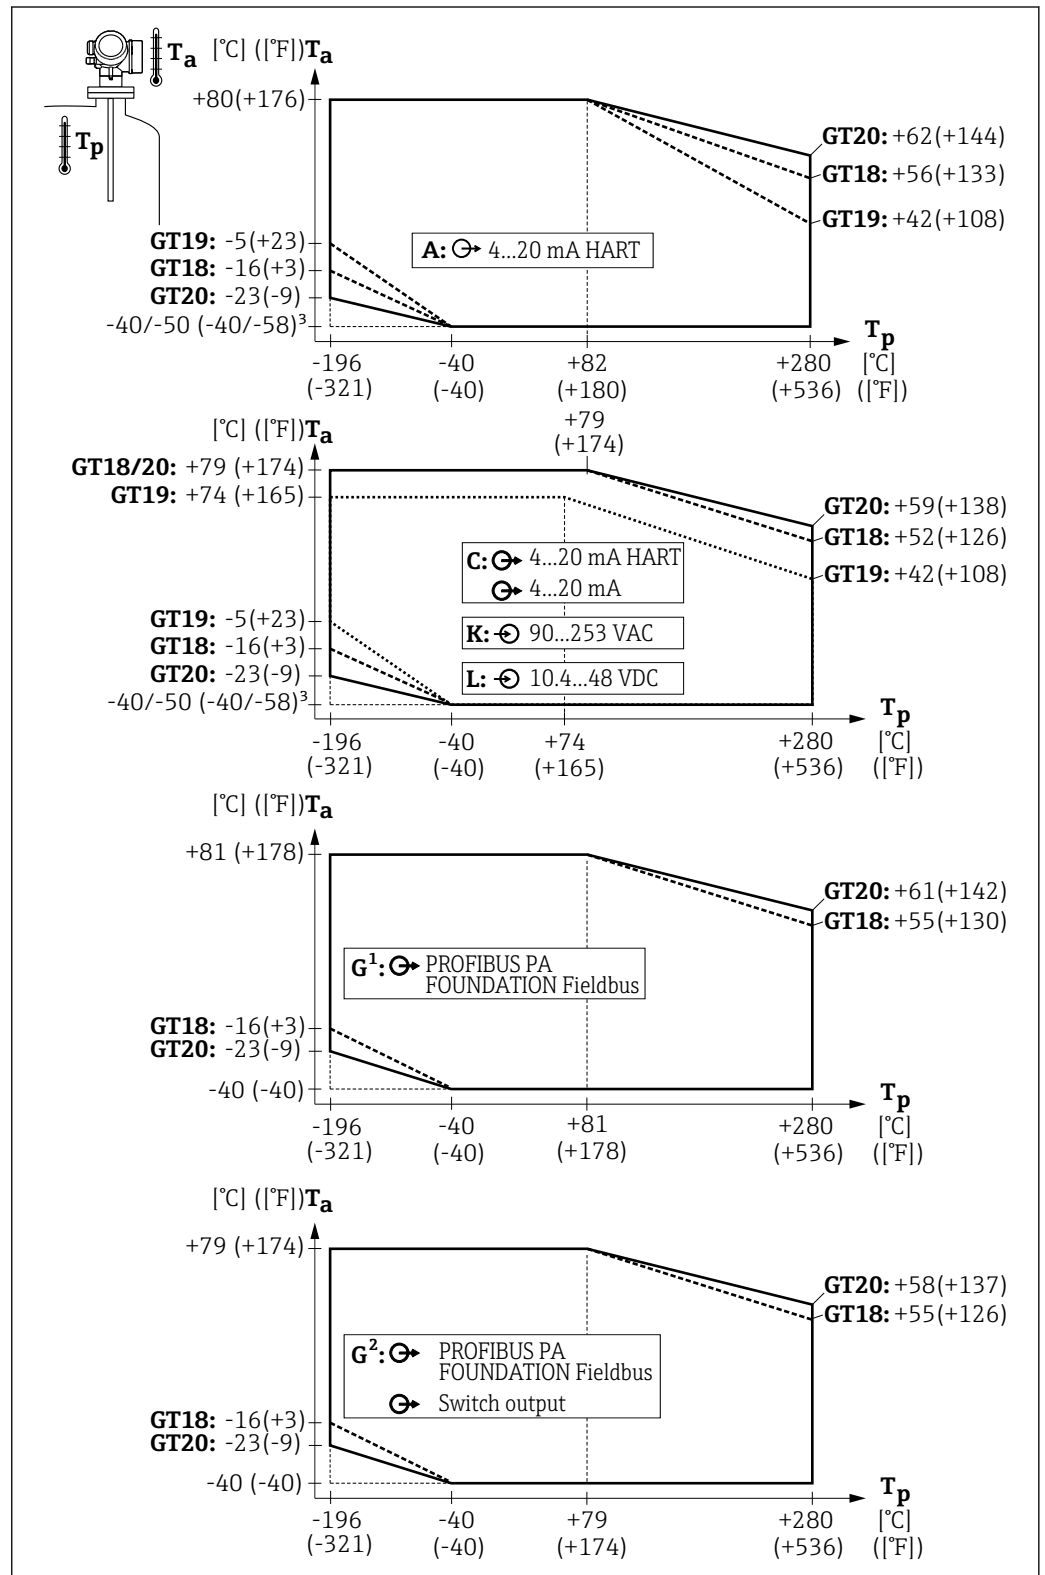 Ta [°C] ([°F])Ta
+80(+176)
Tp
GT20: +62(+144)
GT18: +56(+133)
GT19: +42(+108)
GT19: -5(+23)
GT18: -16(+3)
GT20: -23(-9)
-40/-50 (-40/-58)³
A: 4...20 mA HART
Tp
-196 -40 +82 +280 [°C]
(-321) (-40) (+180) (+536) ([°F])
+79
(+174)
[°C] ([°F])Ta
GT18/20: +79 (+174)
GT19: +74 (+165)
GT20: +59(+138)
GT18: +52(+126)
GT19: +42(+108)
C: 4...20 mA HART
4...20 mA
K: 90...253 VAC
L: 10.4...48 VDC
GT19: -5(+23)
GT18: -16(+3)
GT20: -23(-9)
-40/-50 (-40/-58)³
Tp
-196 -40 +74 +280 [°C]
(-321) (-40) (+165) (+536) ([°F])
[°C] ([°F])Ta
+81 (+178)
GT20: +61(+142)
GT18: +55(+130)
G¹: PROFIBUS PA
FOUNDATION Fieldbus
GT18: -16(+3)
GT20: -23(-9)
-40 (-40)
Tp
-196 -40 +81 +280 [°C]
(-321) (-40) (+178) (+536) ([°F])
[°C] ([°F])Ta
+79 (+174)
GT20: +58(+137)
GT18: +55(+126)
G²: PROFIBUS PA
FOUNDATION Fieldbus
Switch output
GT18: -16(+3)
GT20: -23(-9)
-40 (-40)
Tp
-196 -40 +79 +280 [°C]
(-321) (-40) (+174) (+536) ([°F])